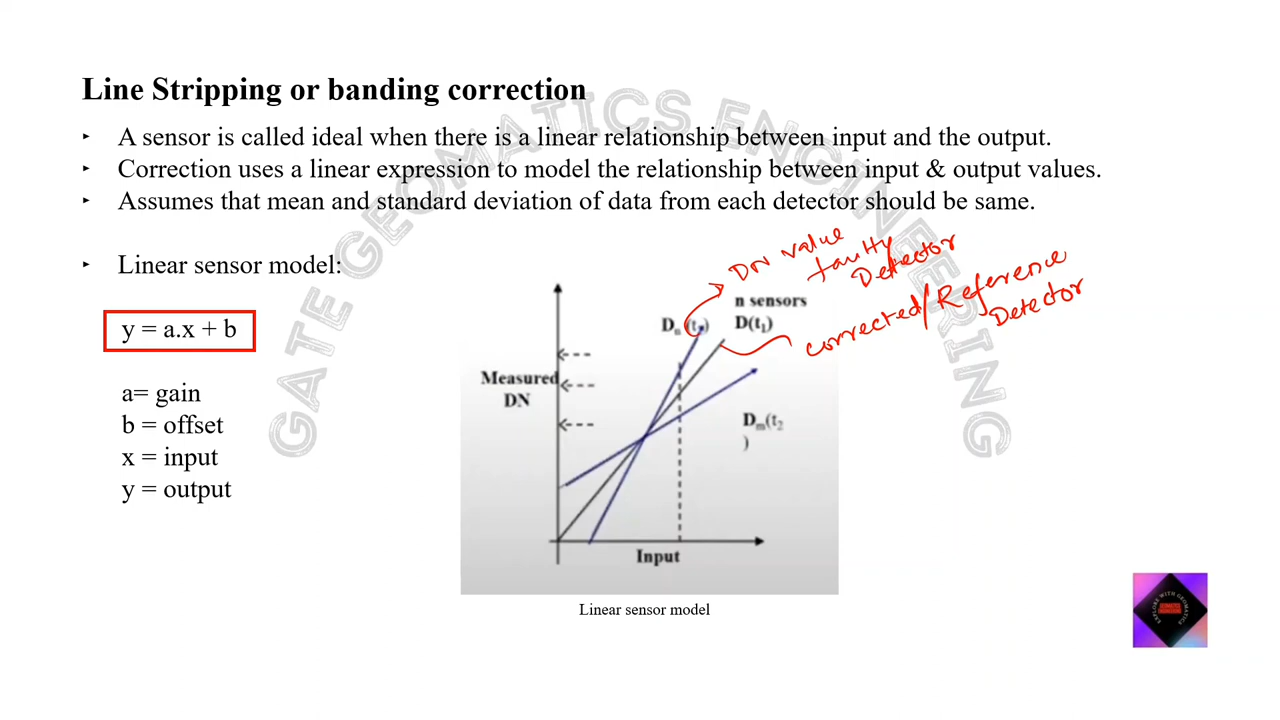 Line Stripping or banding correction
‣ A sensor is called ideal when there is a linear relationship between input and the output.
‣ Correction uses a linear expression to model the relationship between input & output values.
‣ Assumes that mean and standard deviation of data from each detector should be same.
‣ Linear sensor model:
y = a.x + b
a= gain
b = offset
x = input
y = output
DN value
faulty
Detector
corrected/Reference
Detector
n sensors
D(t₁)
Measured
DN
Dₘ(t₂
)
Input
Linear sensor model
GATE GEOMATICS ENGINEERING
EXPLORE WITH GEOMATICS